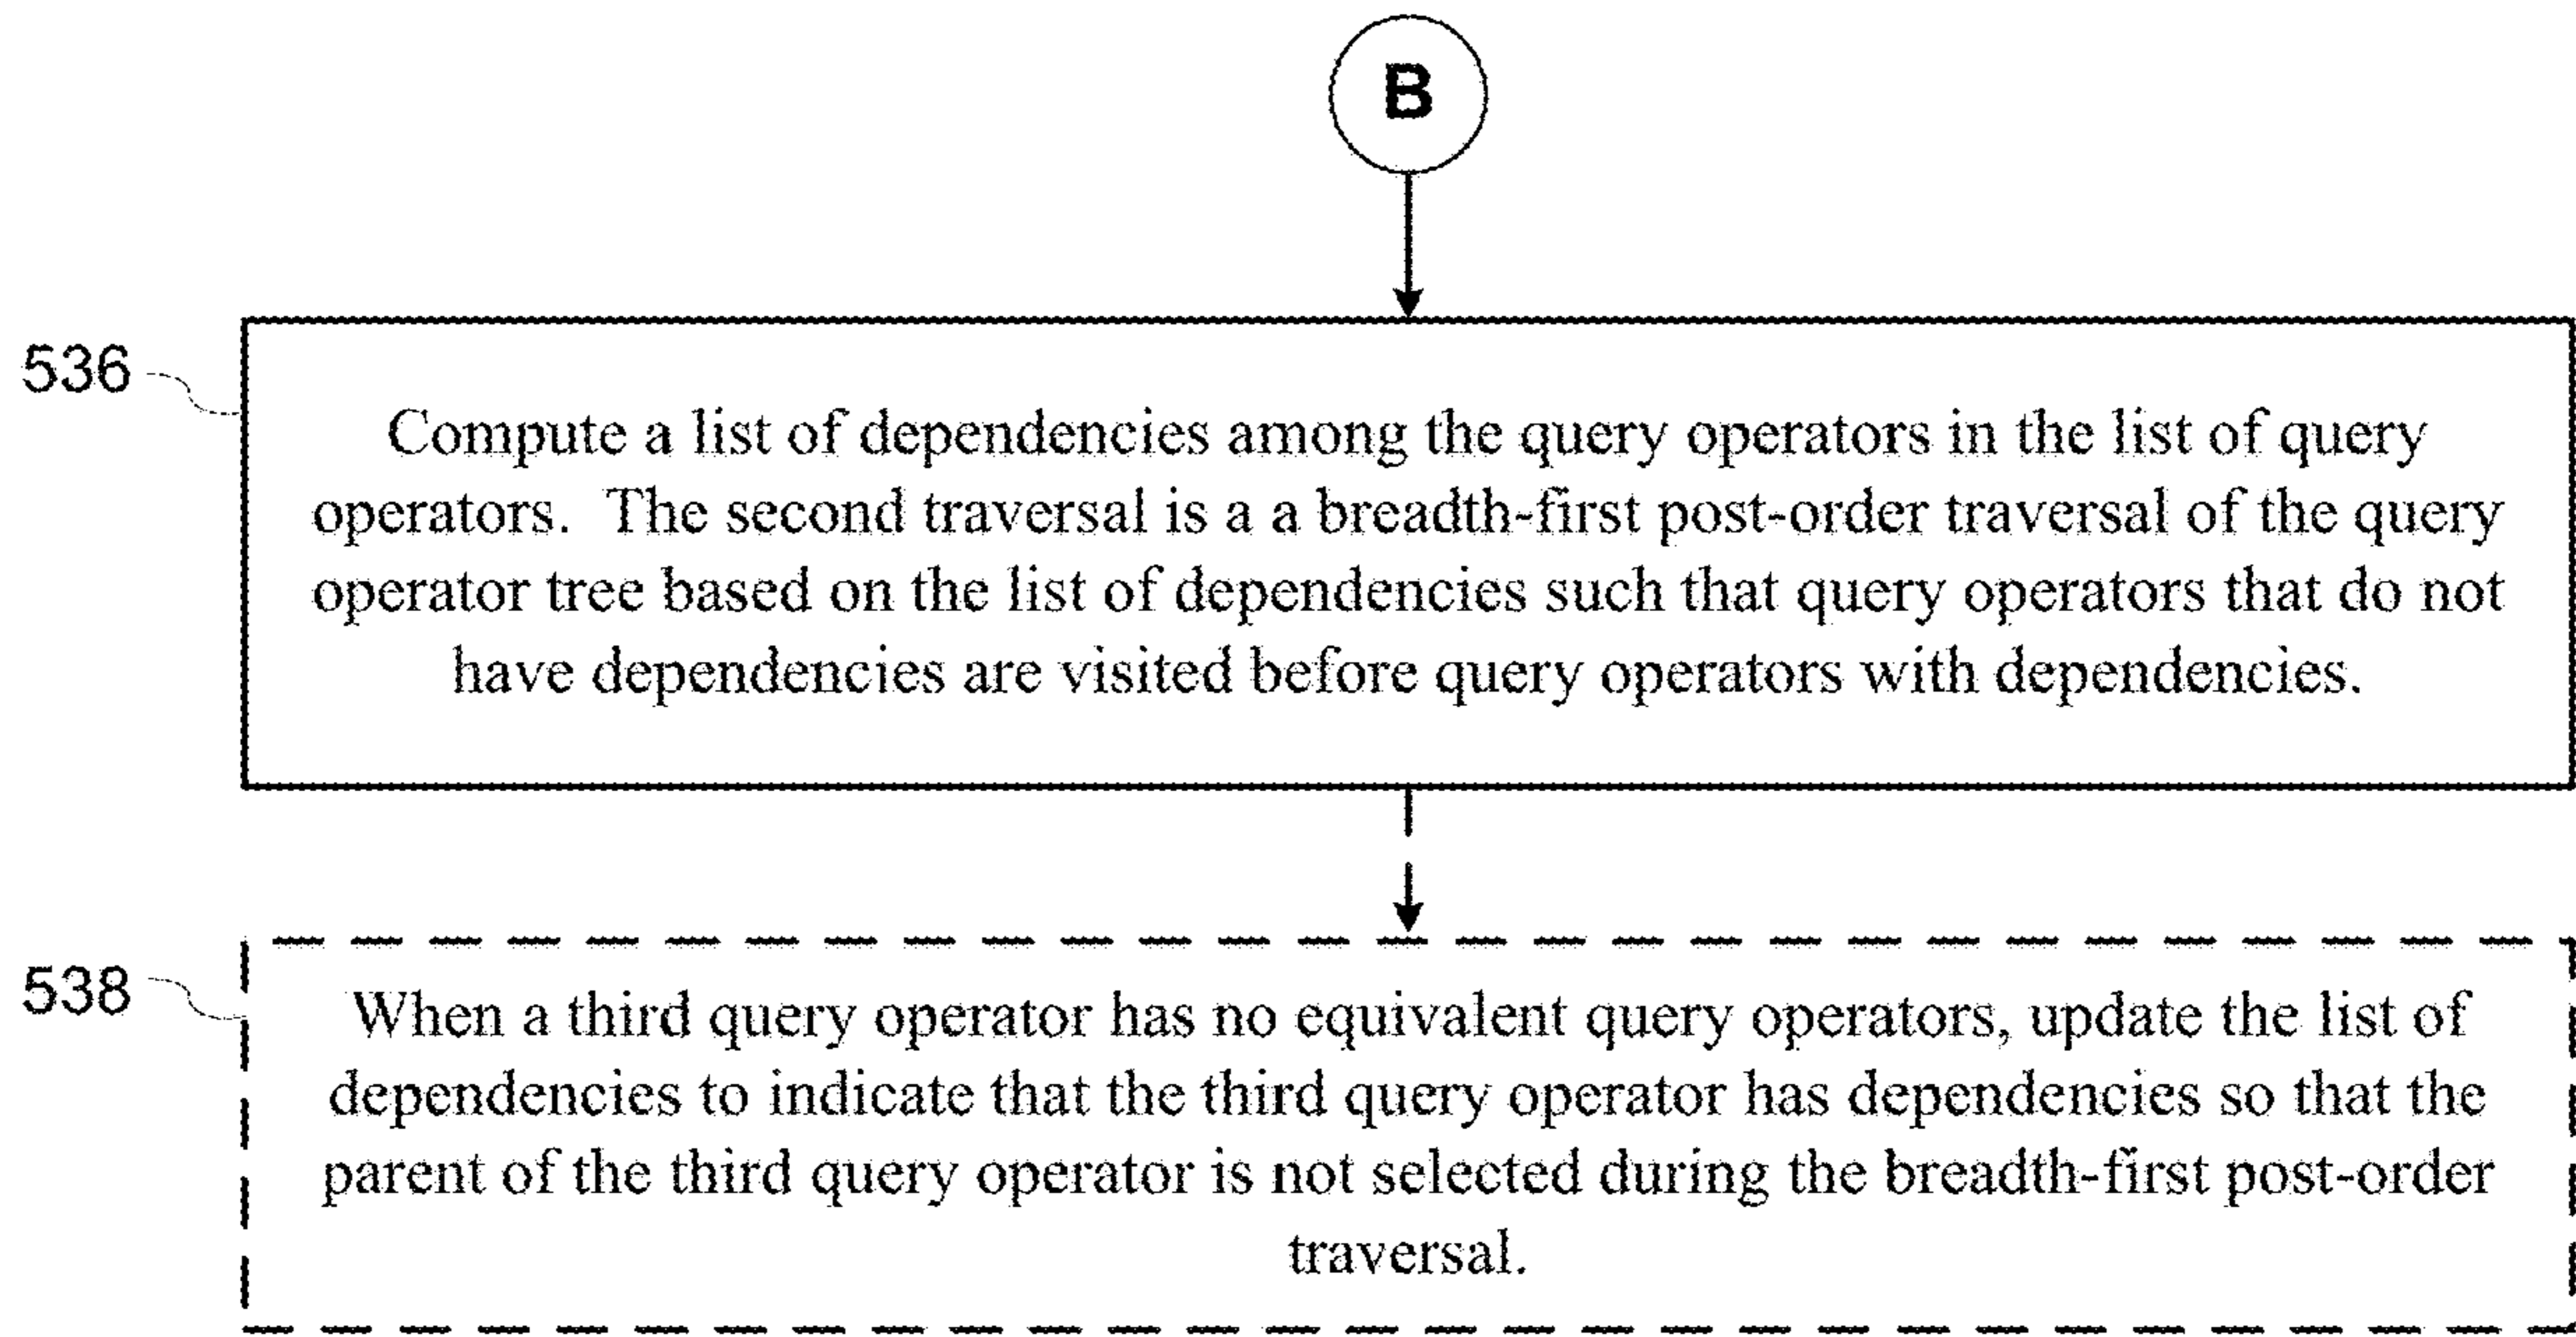 B
536
Compute a list of dependencies among the query operators in the list of query
operators. The second traversal is a a breadth-first post-order traversal of the query
operator tree based on the list of dependencies such that query operators that do not
have dependencies are visited before query operators with dependencies.
538
When a third query operator has no equivalent query operators, update the list of
dependencies to indicate that the third query operator has dependencies so that the
parent of the third query operator is not selected during the breadth-first post-order
traversal.